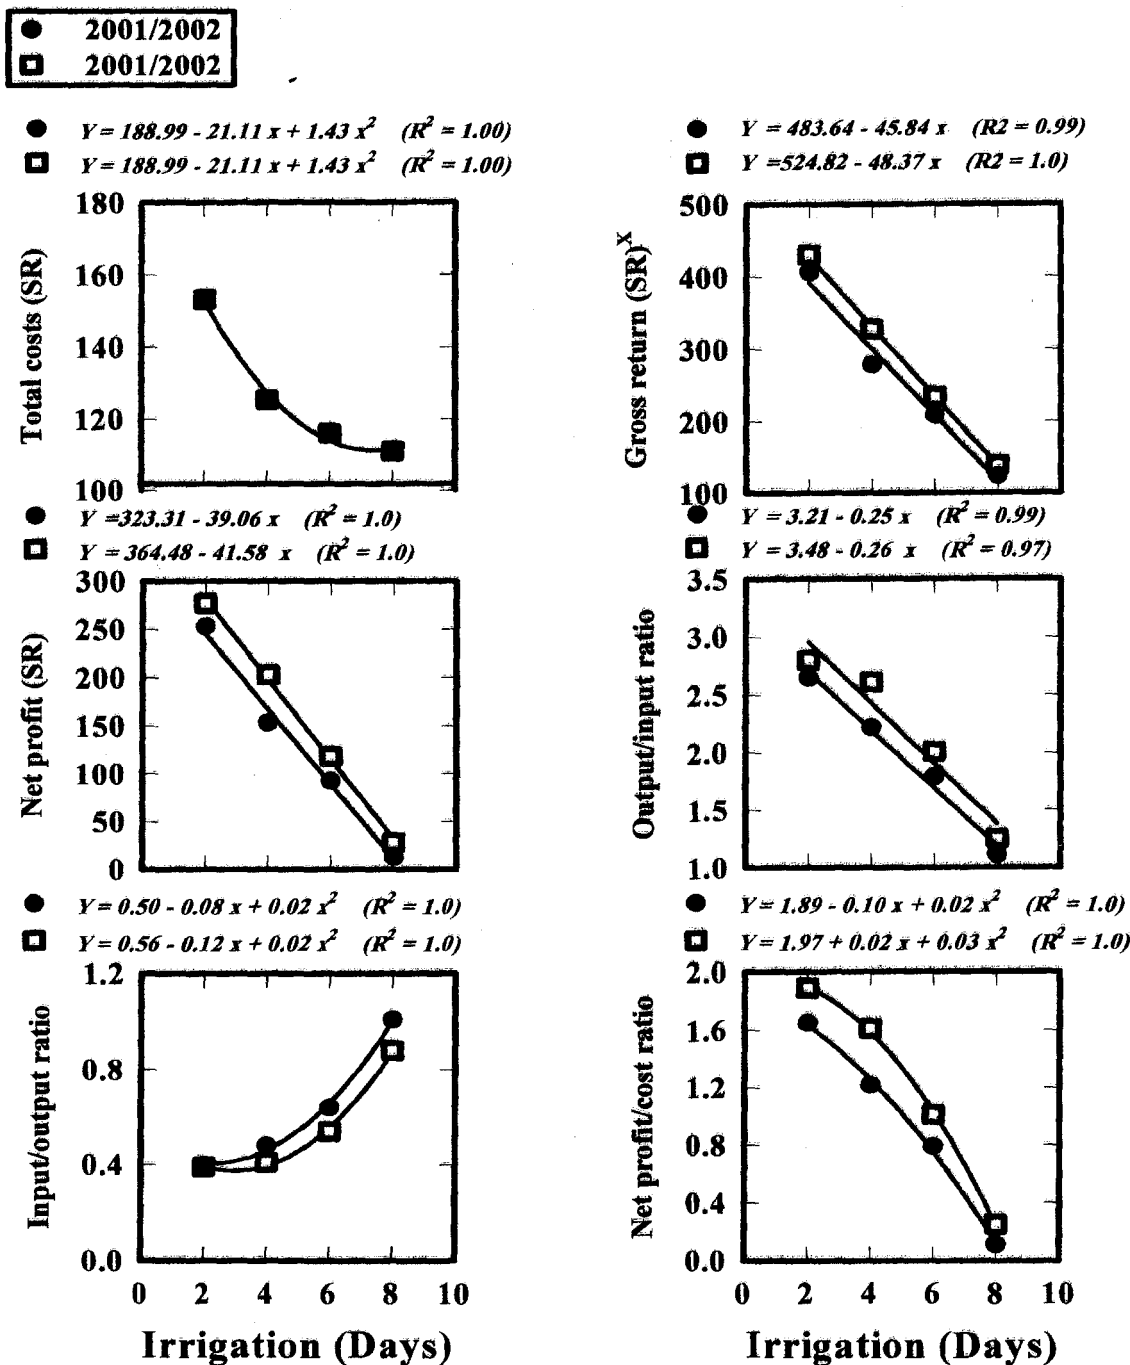 2001/2002
2001/2002
Y = 188.99 - 21.11 x + 1.43 x² (R² = 1.00)
Y = 188.99 - 21.11 x + 1.43 x² (R² = 1.00)
180
160
140
120
100
Total costs (SR)
Y = 483.64 - 45.84 x (R2 = 0.99)
Y =524.82 - 48.37 x (R2 = 1.0)
500
400
300
200
100
Gross return (SR)ˣ
Y =323.31 - 39.06 x (R² = 1.0)
Y = 364.48 - 41.58 x (R² = 1.0)
300
250
200
150
100
50
0
Net profit (SR)
Y = 3.21 - 0.25 x (R² = 0.99)
Y = 3.48 - 0.26 x (R² = 0.97)
3.5
3.0
2.5
2.0
1.5
1.0
Output/input ratio
Y = 0.50 - 0.08 x + 0.02 x² (R² = 1.0)
Y = 0.56 - 0.12 x + 0.02 x² (R² = 1.0)
1.2
0.8
0.4
0.0
Input/output ratio
0 2 4 6 8 10
Irrigation (Days)
Y = 1.89 - 0.10 x + 0.02 x² (R² = 1.0)
Y = 1.97 + 0.02 x + 0.03 x² (R² = 1.0)
2.0
1.6
1.2
0.8
0.4
0.0
Net profit/cost ratio
0 2 4 6 8 10
Irrigation (Days)